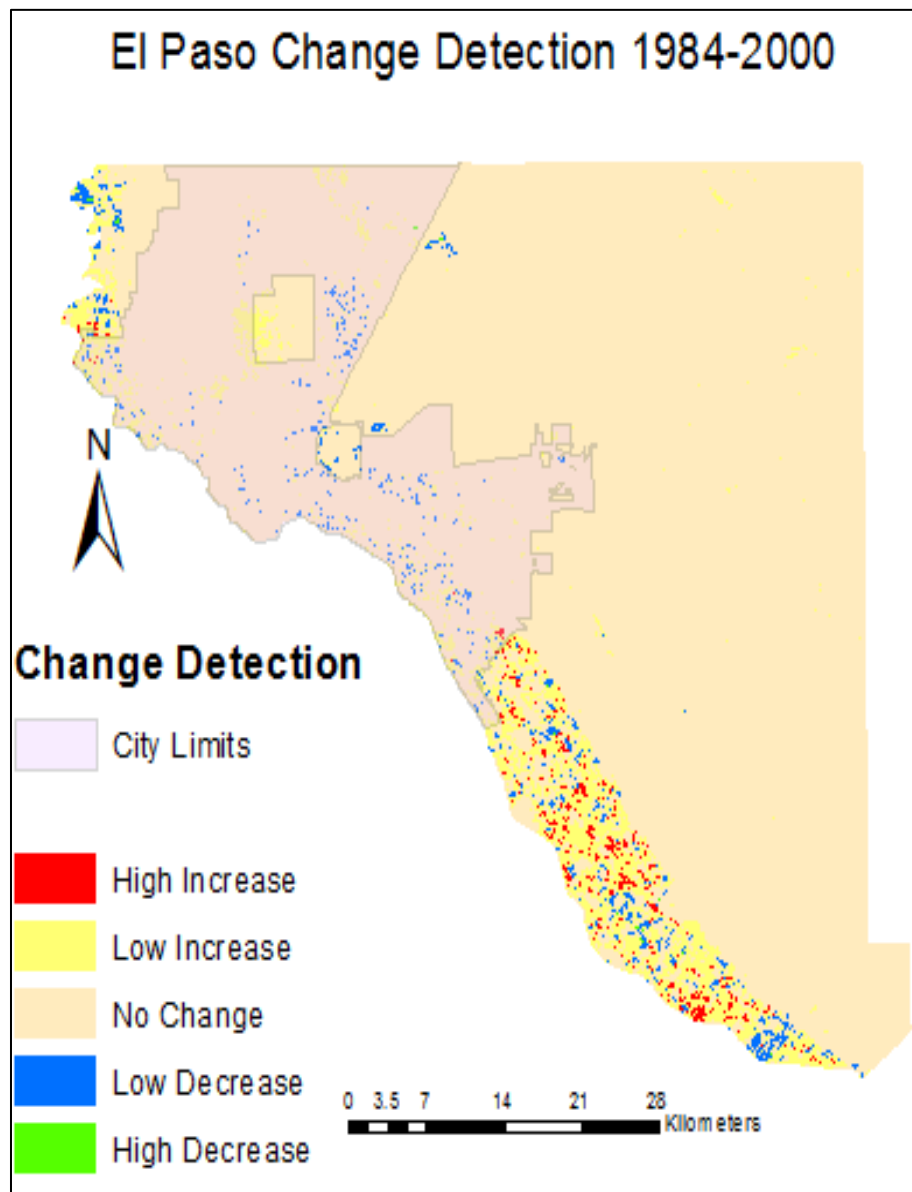 El Paso Change Detection 1984-2000
N
Change Detection
City Limits
High Increase
Low Increase
No Change
Low Decrease
High Decrease
0 3.5 7 14 21 28
Kilometers